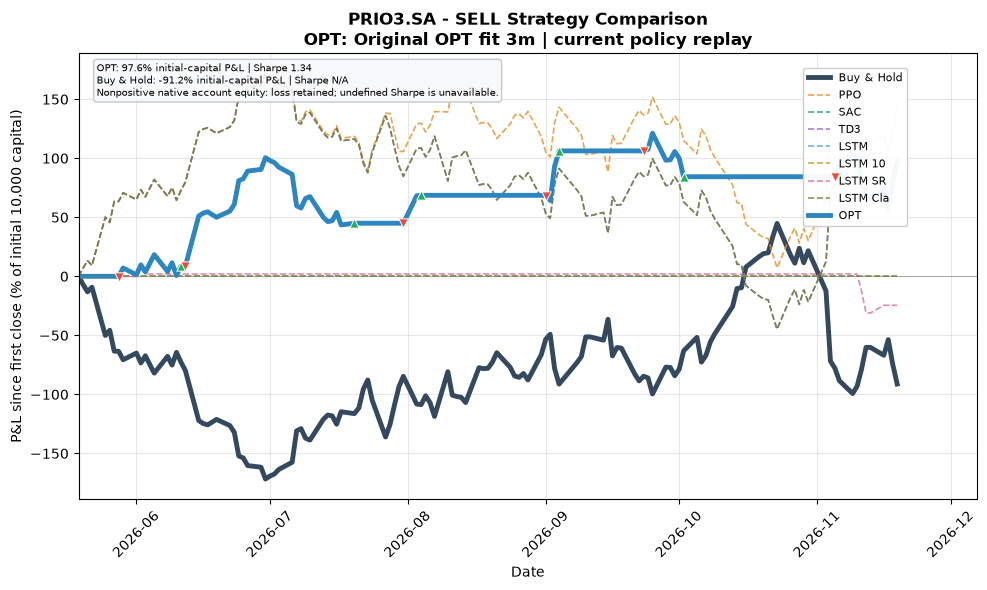 PRIO3.SA - SELL Strategy Comparison
OPT: Original OPT fit 3m | current policy replay
OPT: 97.6% initial-capital P&L | Sharpe 1.34
Buy & Hold: -91.2% initial-capital P&L | Sharpe N/A
Nonpositive native account equity: loss retained; undefined Sharpe is unavailable.
Buy & Hold
PPO
SAC
TD3
LSTM
LSTM 10
LSTM SR
LSTM Cla
OPT
P&L since first close (% of initial 10,000 capital)
150
100
50
0
−50
−100
−150
2026-06
2026-07
2026-08
2026-09
2026-10
2026-11
2026-12
Date